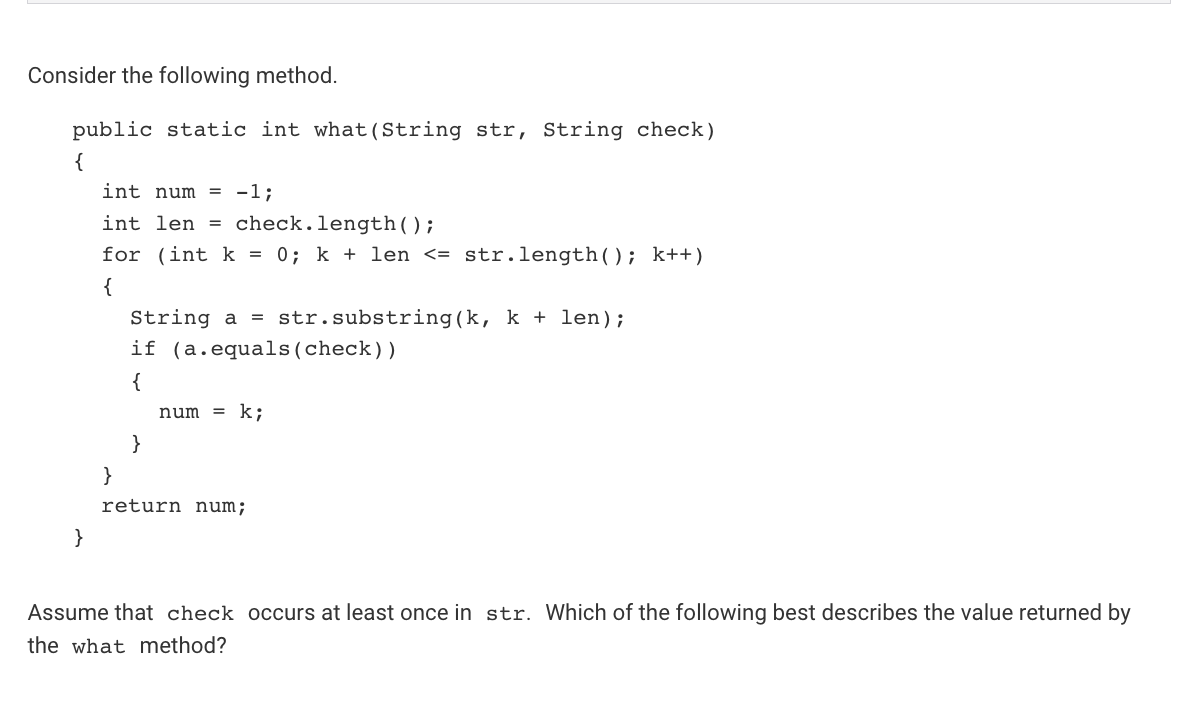 Consider the following method.
public static int what(String str, String check)
{
int num = -1;
int len = check.length();
for (int k = 0; k + len <= str.length(); k++)
{
String a = str.substring(k, k + len);
if (a.equals(check))
{
num = k;
}
}
return num;
}
Assume that check occurs at least once in str. Which of the following best describes the value returned by
the what method?